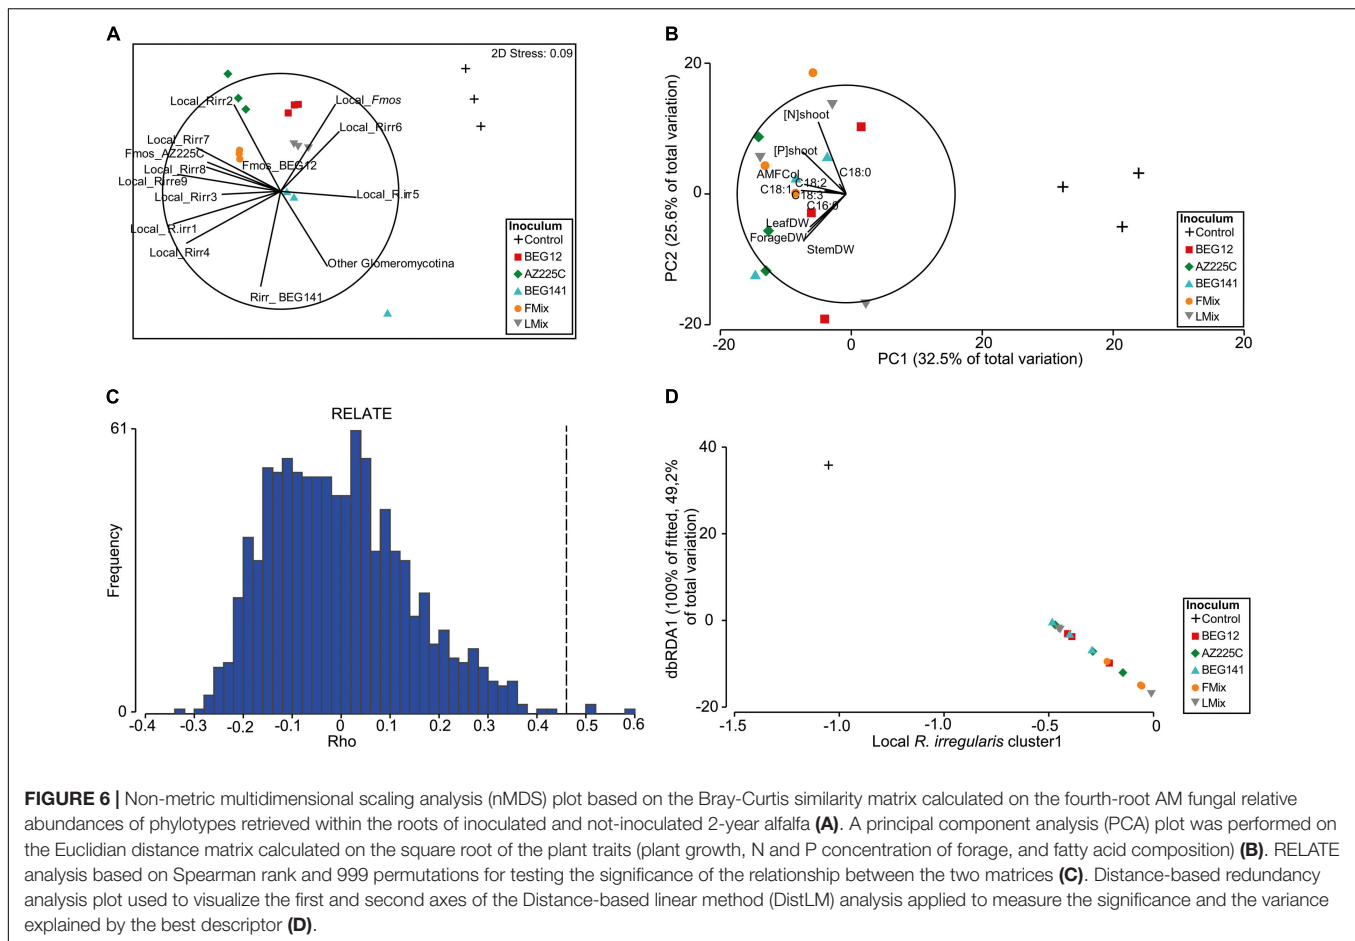 A
2D Stress: 0.09
Local_Rirr2
Local_Fmos
Local_Rirr6
Local_Rirr7
Fmos_AZ225C
Fmos_BEG12
Local_Rirr8
Local_Rirre9
Local_Rirr3
Local_R.irr5
Local_R.irr1
Local_Rirr4
Other Glomeromycotina
Rirr_BEG141
Inoculum
Control
BEG12
AZ225C
BEG141
FMix
LMix
B
PC2 (25.6% of total variation)
20
0
-20
[N]shoot
[P]shoot
C18:0
AMFCol
C18:2
C18:1
C18:3
C16:0
LeafDW
ForageDW
StemDW
Inoculum
Control
BEG12
AZ225C
BEG141
FMix
LMix
-20 0 20 20 20
PC1 (32.5% of total variation)
C
RELATE
61
Frequency
0
-0.4 -0.3 -0.2 -0.1 0 0.1 0.2 0.3 0.4 0.5 0.6
Rho
D
dbRDA1 (100% of fitted, 49,2%
of total variation)
40
20
0
-20
Inoculum
Control
BEG12
AZ225C
BEG141
FMix
LMix
-1.5 -1.0 -1.0 -0.5 0
Local R. irregularis cluster1
FIGURE 6 | Non-metric multidimensional scaling analysis (nMDS) plot based on the Bray-Curtis similarity matrix calculated on the fourth-root AM fungal relative
abundances of phylotypes retrieved within the roots of inoculated and not-inoculated 2-year alfalfa (A). A principal component analysis (PCA) plot was performed on
the Euclidian distance matrix calculated on the square root of the plant traits (plant growth, N and P concentration of forage, and fatty acid composition) (B). RELATE
analysis based on Spearman rank and 999 permutations for testing the significance of the relationship between the two matrices (C). Distance-based redundancy
analysis plot used to visualize the first and second axes of the Distance-based linear method (DistLM) analysis applied to measure the significance and the variance
explained by the best descriptor (D).